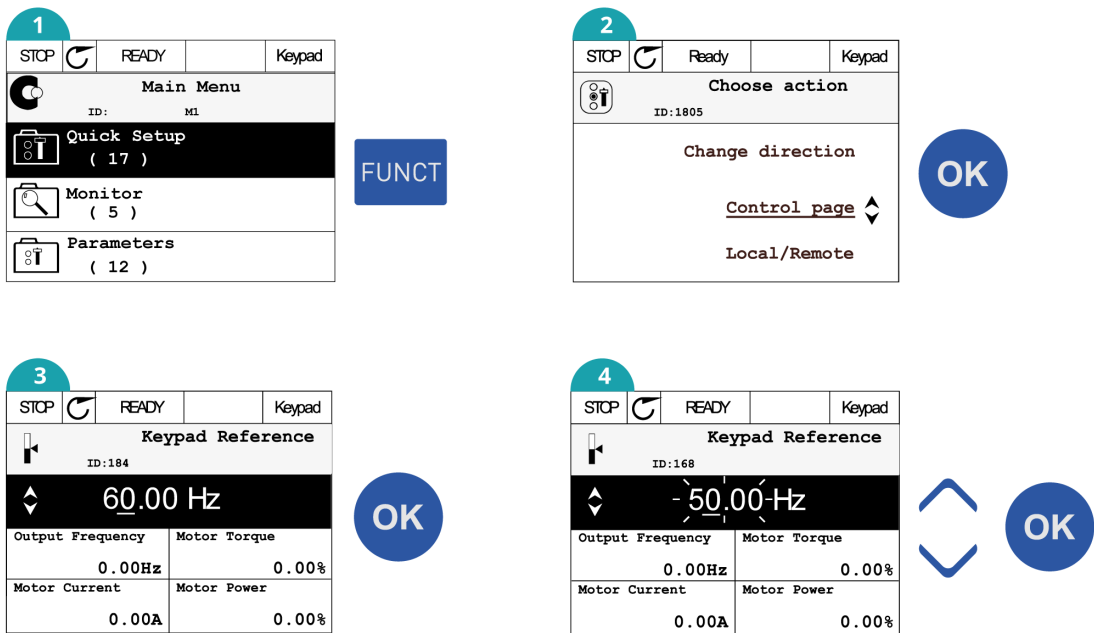 1
STOP READY Keypad
Main Menu
ID: M1
Quick Setup
( 17 )
Monitor
( 5 )
Parameters
( 12 )
FUNCT
2
STOP Ready Keypad
Choose action
ID:1805
Change direction
Control page
Local/Remote
OK
3
STOP READY Keypad
Keypad Reference
ID:184
60.00 Hz
Output Frequency Motor Torque
0.00Hz 0.00%
Motor Current Motor Power
0.00A 0.00%
OK
4
STOP READY Keypad
Keypad Reference
ID:168
50.00 Hz
Output Frequency Motor Torque
0.00Hz 0.00%
Motor Current Motor Power
0.00A 0.00%
OK